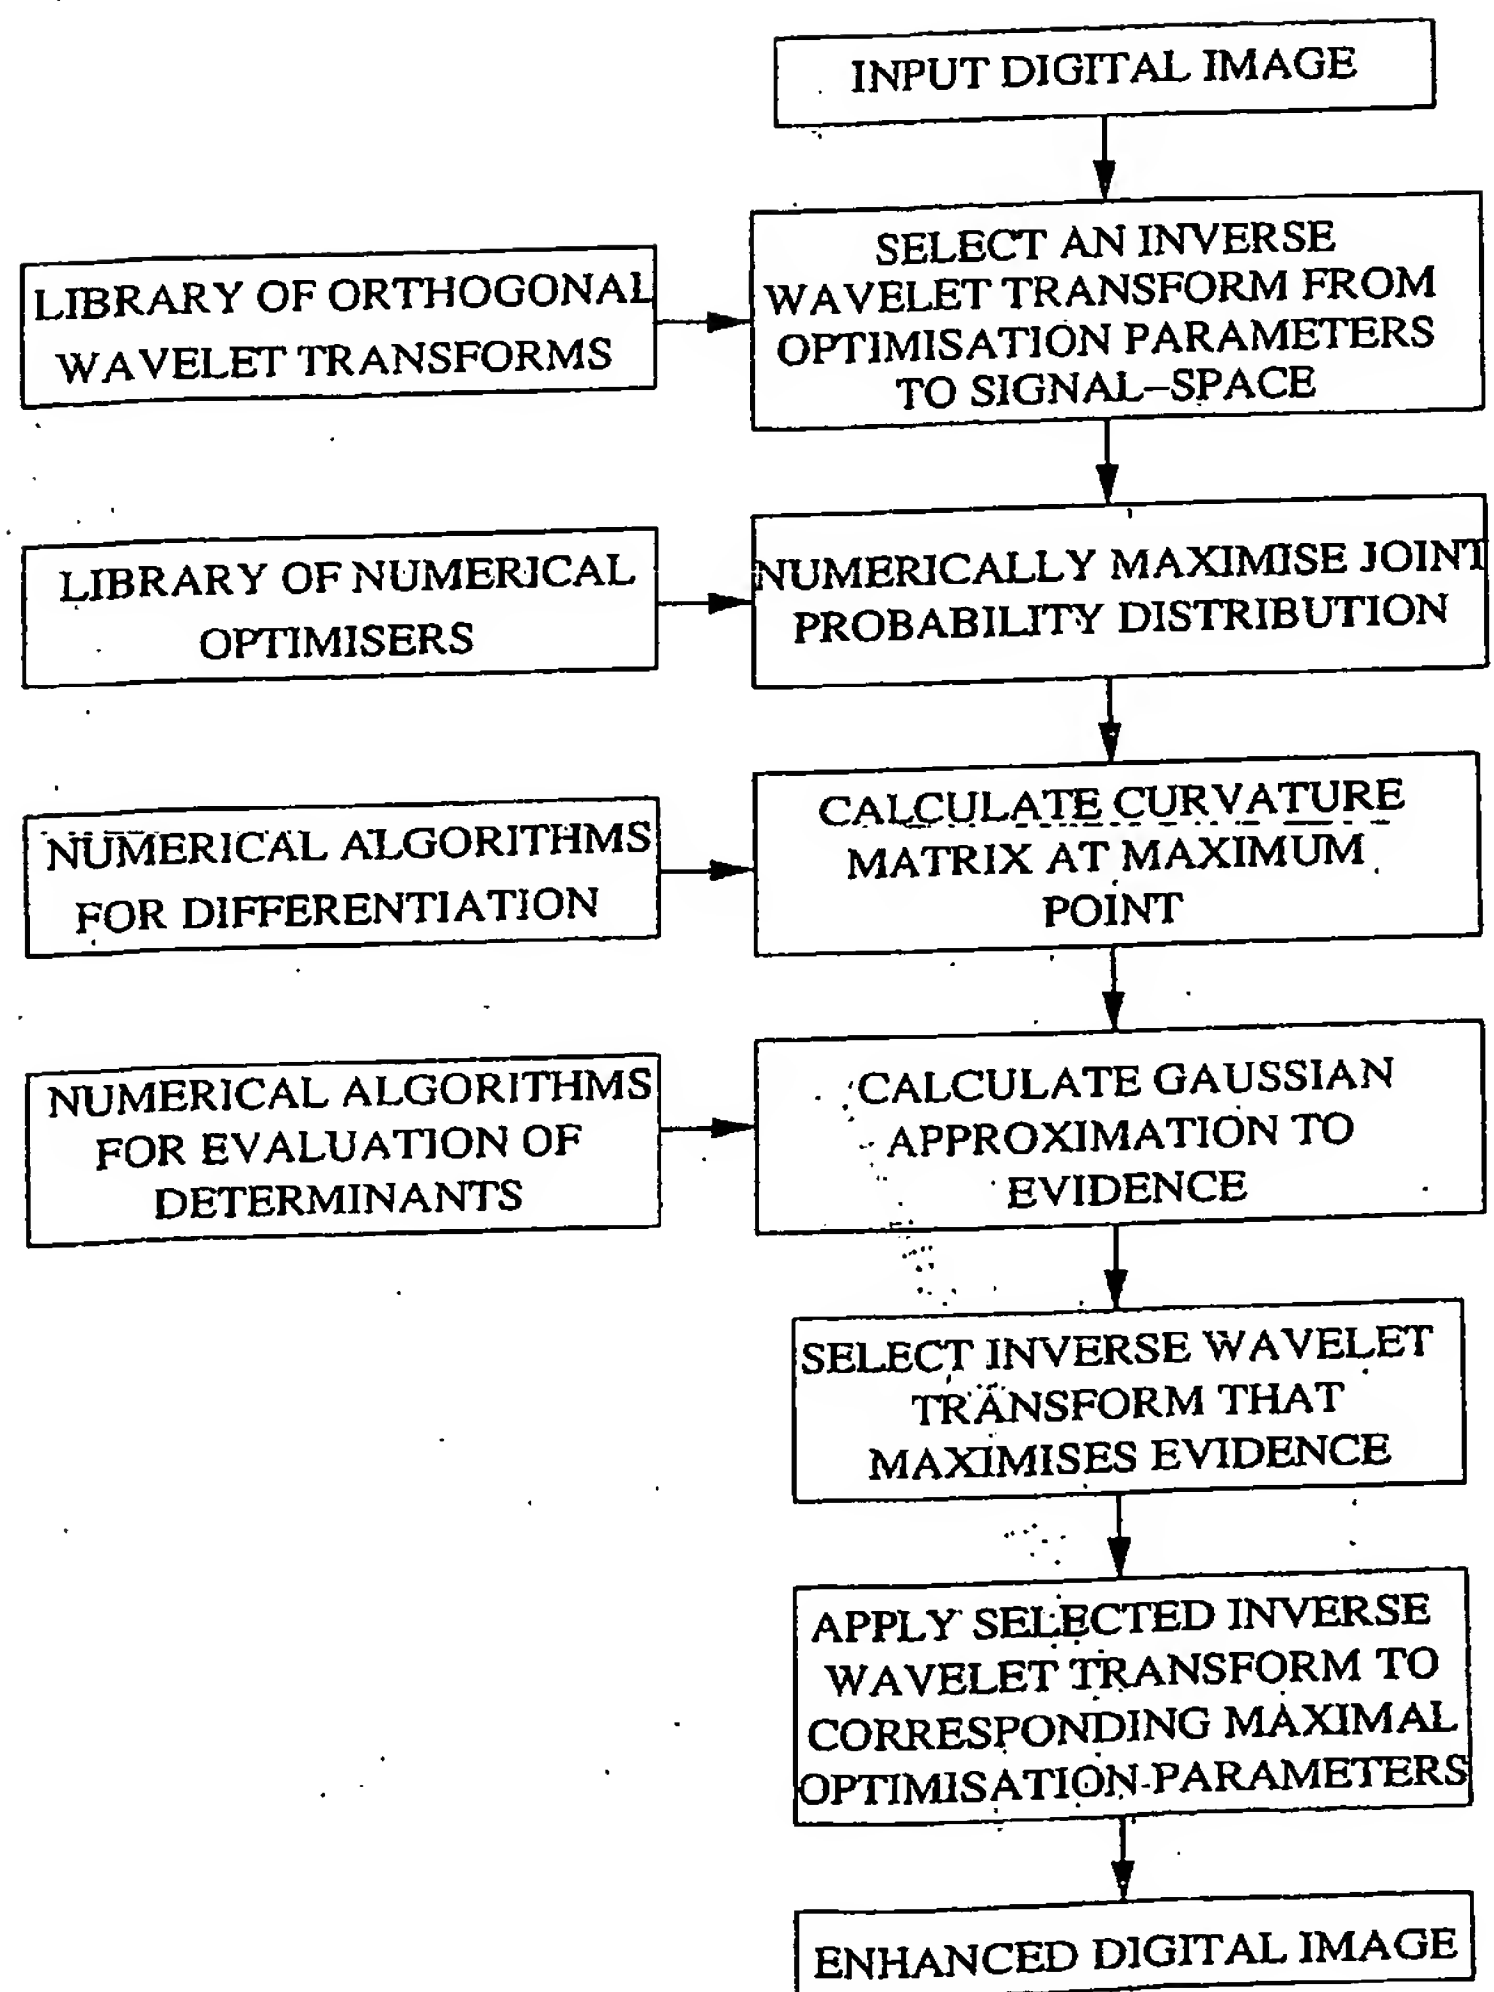 INPUT DIGITAL IMAGE
SELECT AN INVERSE
WAVELET TRANSFORM FROM
OPTIMISATION PARAMETERS
TO SIGNAL-SPACE
LIBRARY OF ORTHOGONAL
WAVELET TRANSFORMS
NUMERICALLY MAXIMISE JOINT
PROBABILITY DISTRIBUTION
LIBRARY OF NUMERICAL
OPTIMISERS
CALCULATE CURVATURE
MATRIX AT MAXIMUM
POINT
NUMERICAL ALGORITHMS
FOR DIFFERENTIATION
CALCULATE GAUSSIAN
APPROXIMATION TO
EVIDENCE
NUMERICAL ALGORITHMS
FOR EVALUATION OF
DETERMINANTS
SELECT INVERSE WAVELET
TRANSFORM THAT
MAXIMISES EVIDENCE
APPLY SELECTED INVERSE
WAVELET TRANSFORM TO
CORRESPONDING MAXIMAL
OPTIMISATION-PARAMETERS
ENHANCED DIGITAL IMAGE